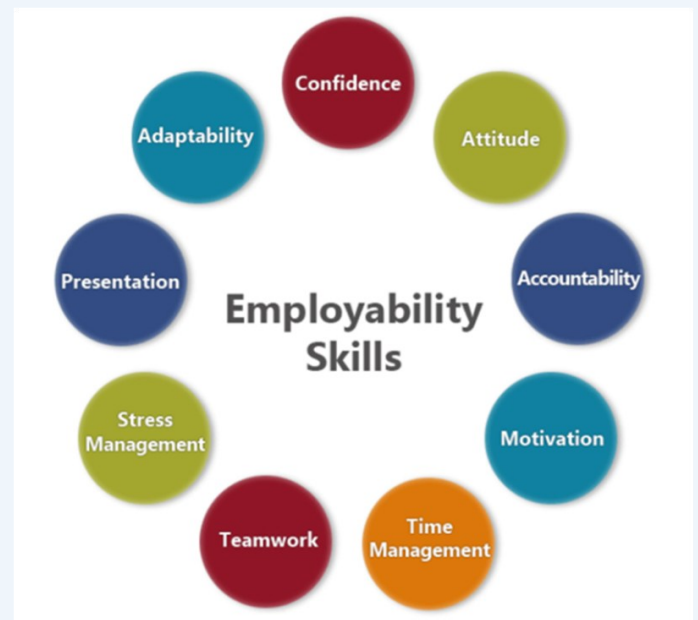 Confidence
Adaptability
Attitude
Presentation
Accountability
Employability
Skills
Stress
Management
Motivation
Teamwork
Time
Management